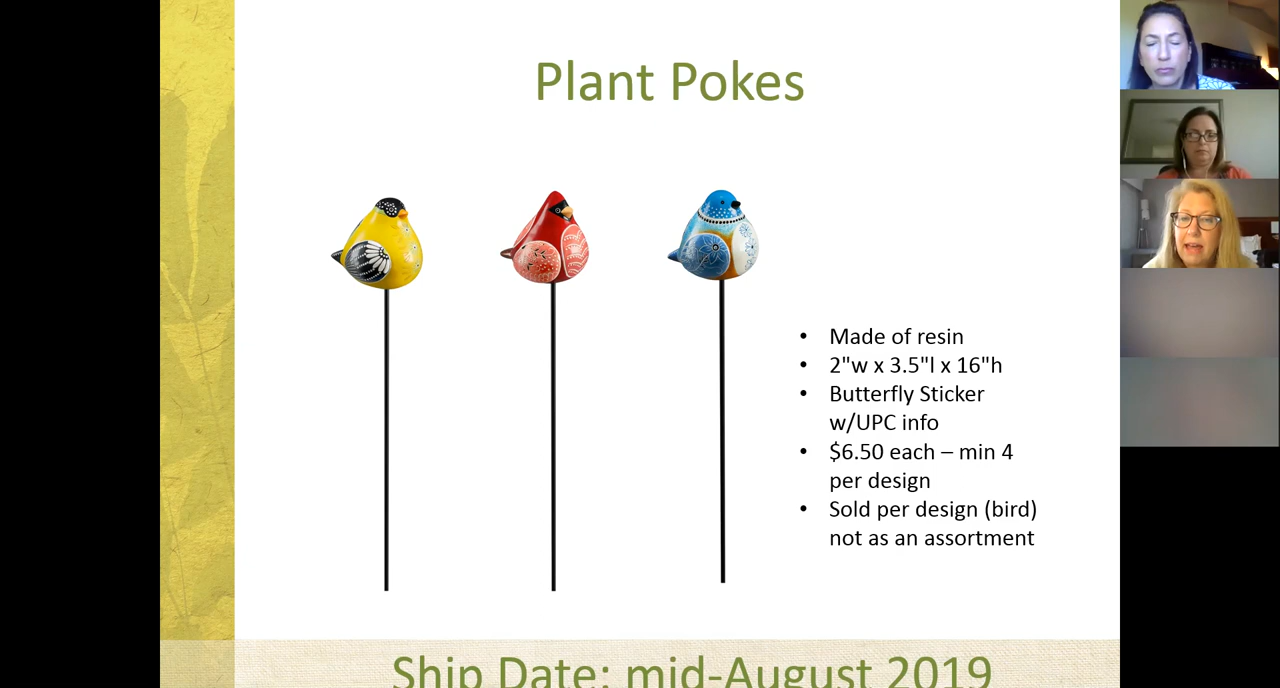 Plant Pokes
• Made of resin
• 2"w x 3.5"l x 16"h
• Butterfly Sticker
w/UPC info
• $6.50 each – min 4
per design
• Sold per design (bird)
not as an assortment
Ship Date: mid-August 2019